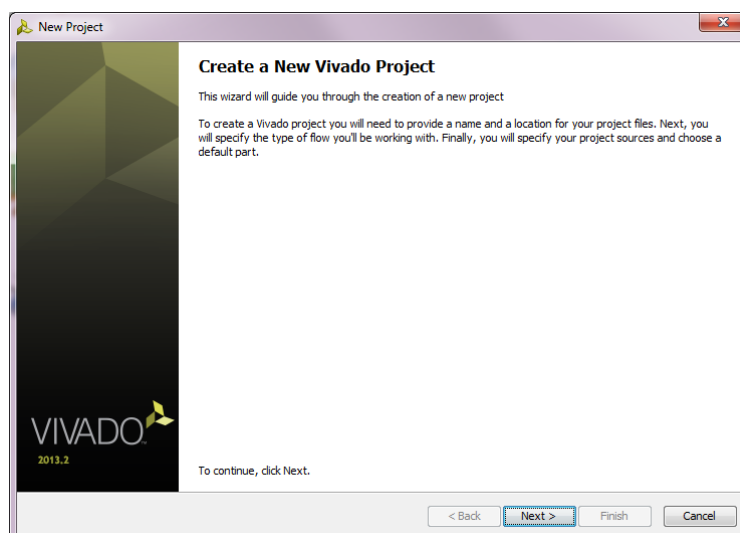 New Project
Create a New Vivado Project
This wizard will guide you through the creation of a new project
To create a Vivado project you will need to provide a name and a location for your project files. Next, you
will specify the type of flow you'll be working with. Finally, you will specify your project sources and choose a
default part.
VIVADO™
2013.2
To continue, click Next.
< Back
Next >
Finish
Cancel